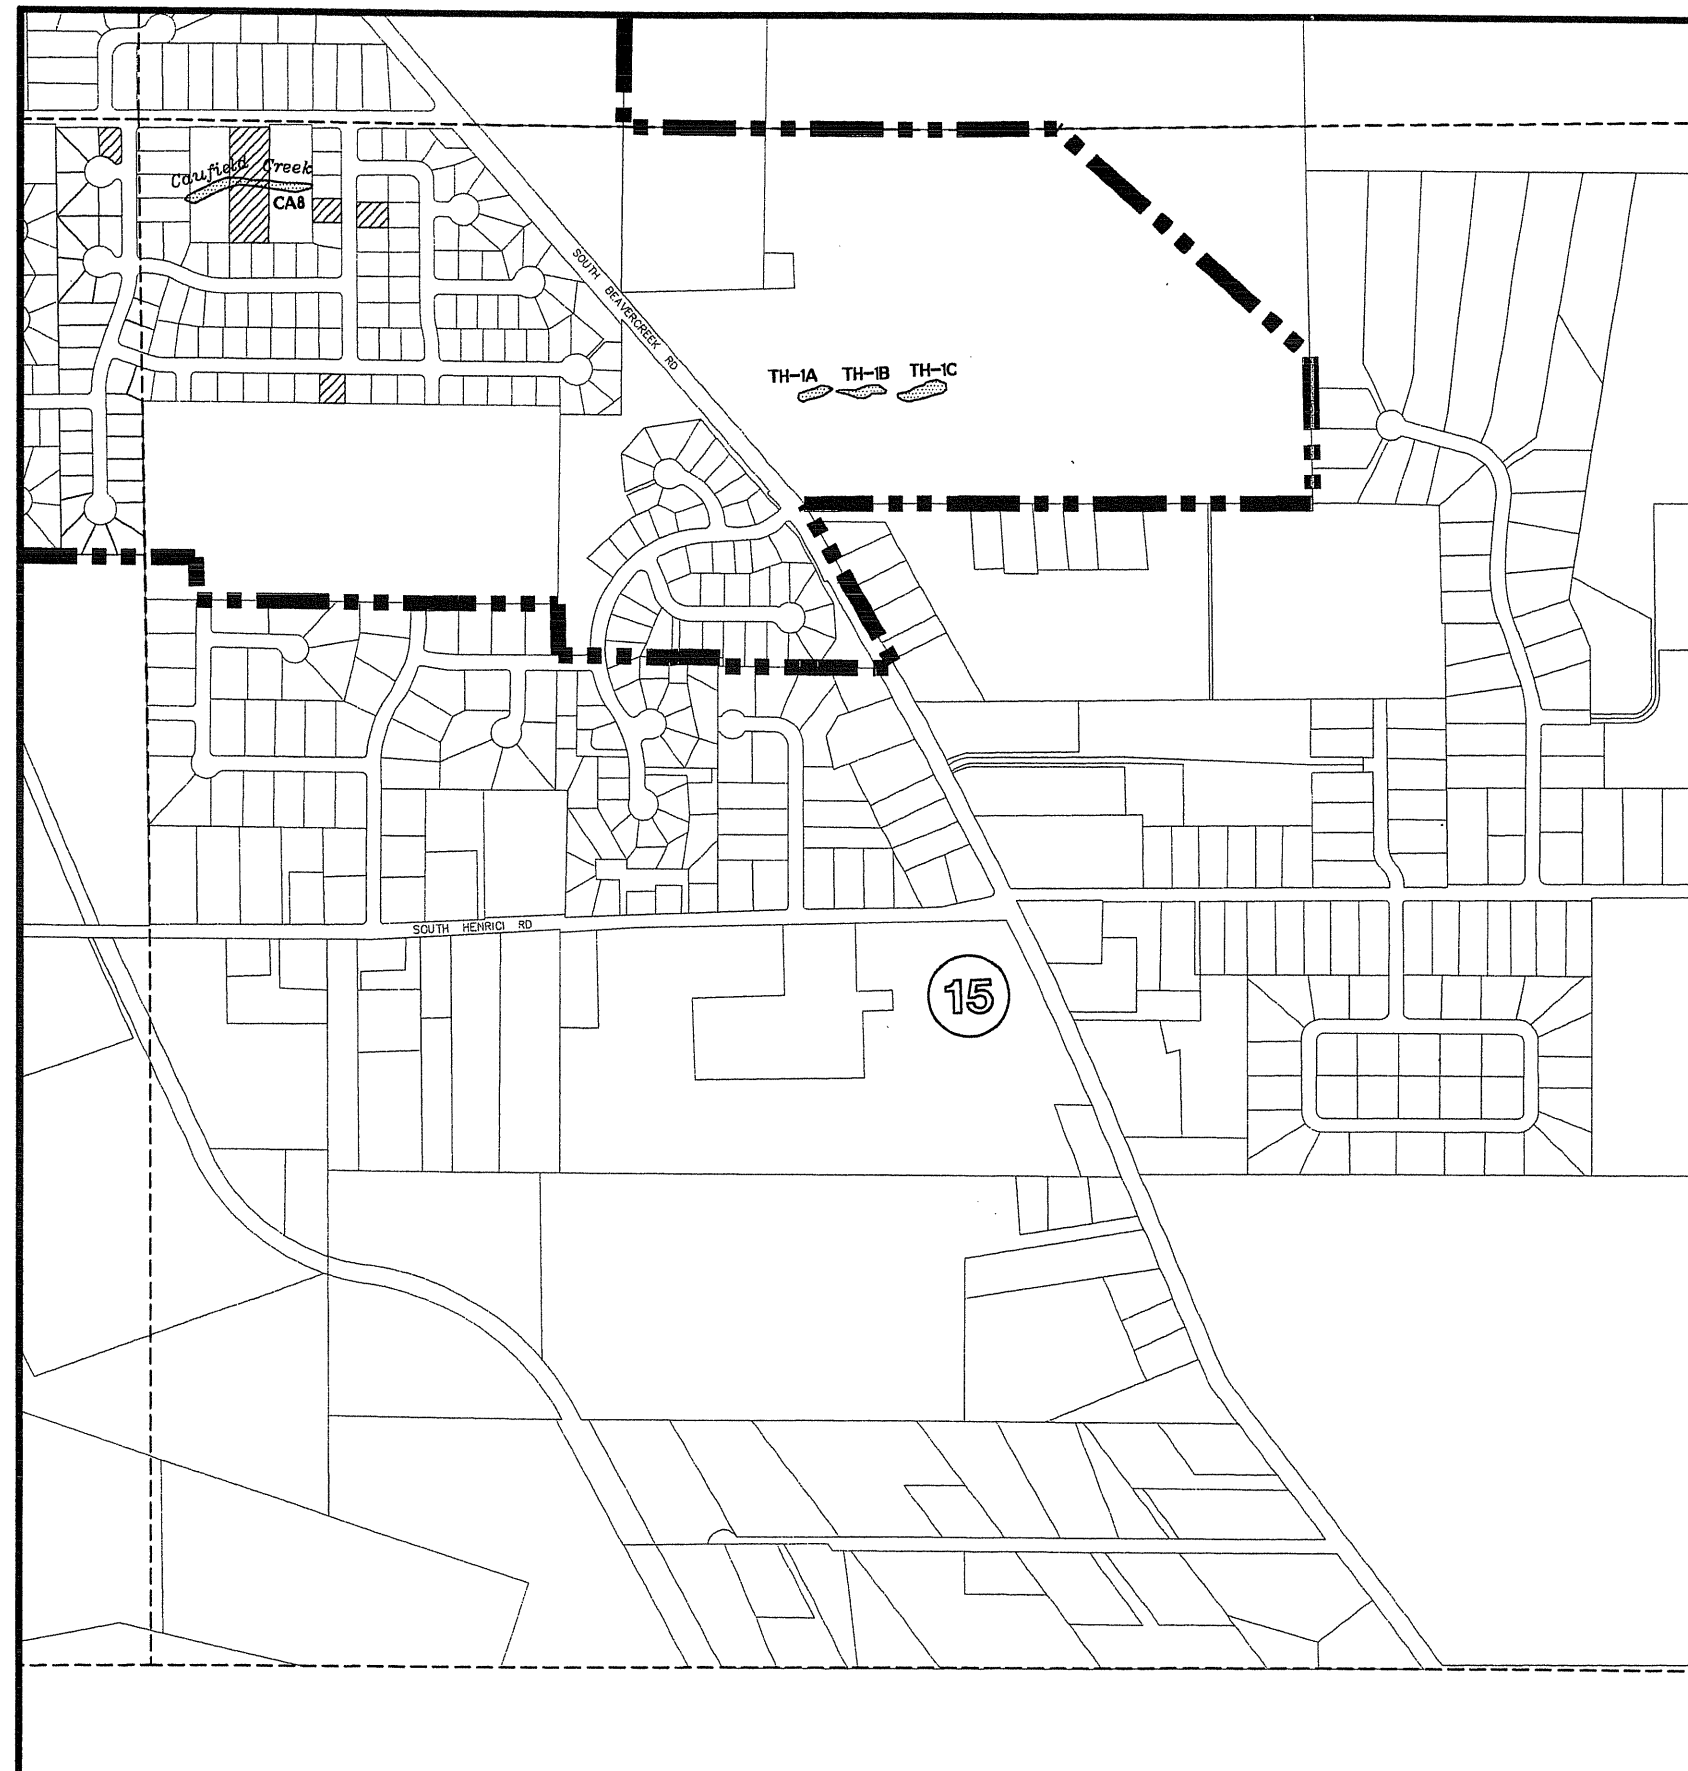 Caufield Creek
CA8
SOUTH BEAVERCREEK RD
TH-1A TH-1B TH-1C
SOUTH HENRICI RD
15